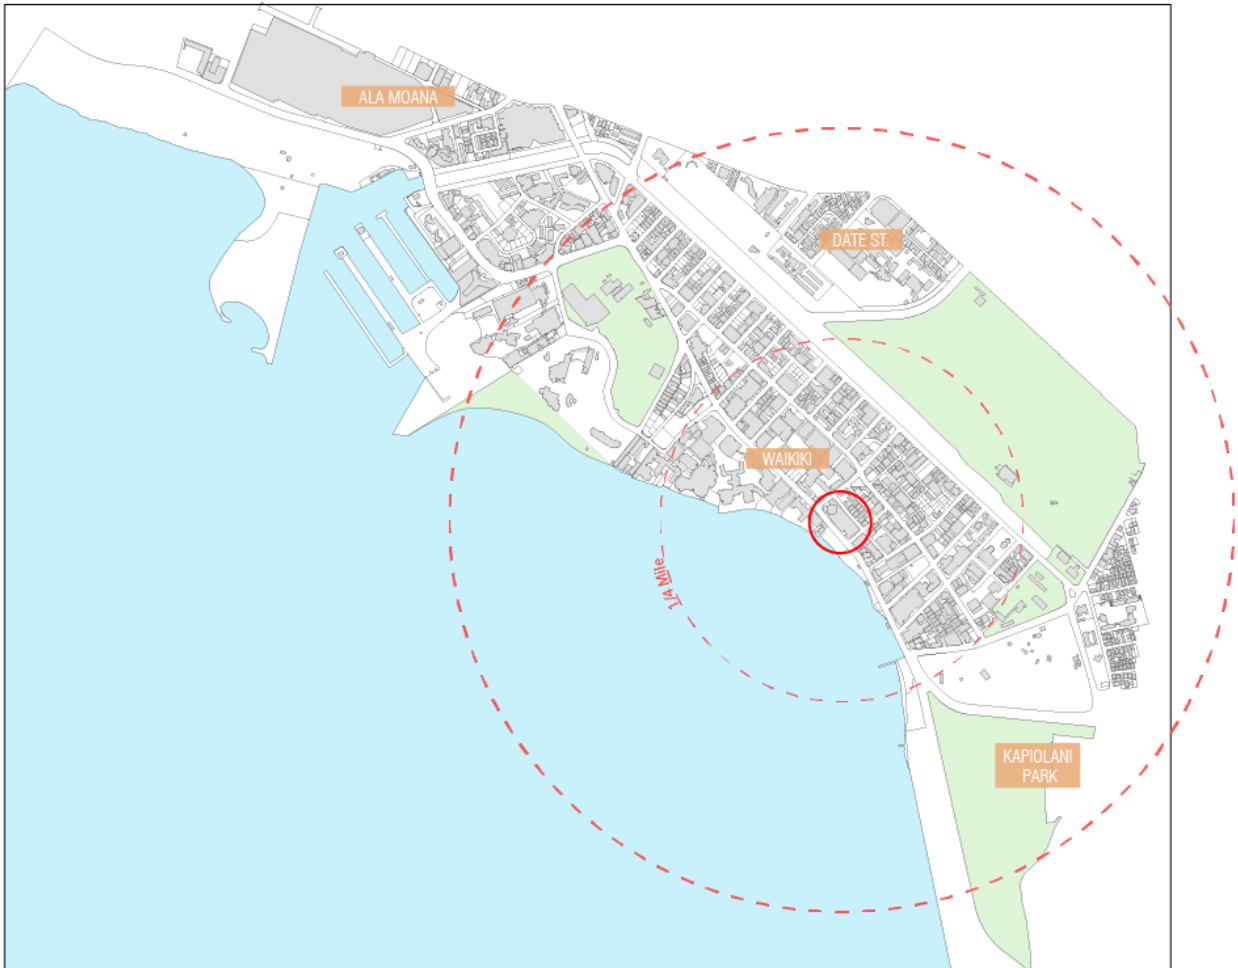 ALA MOANA
DATE ST.
WAIKIKI
1/4 Mile
KAPIOLANI
PARK